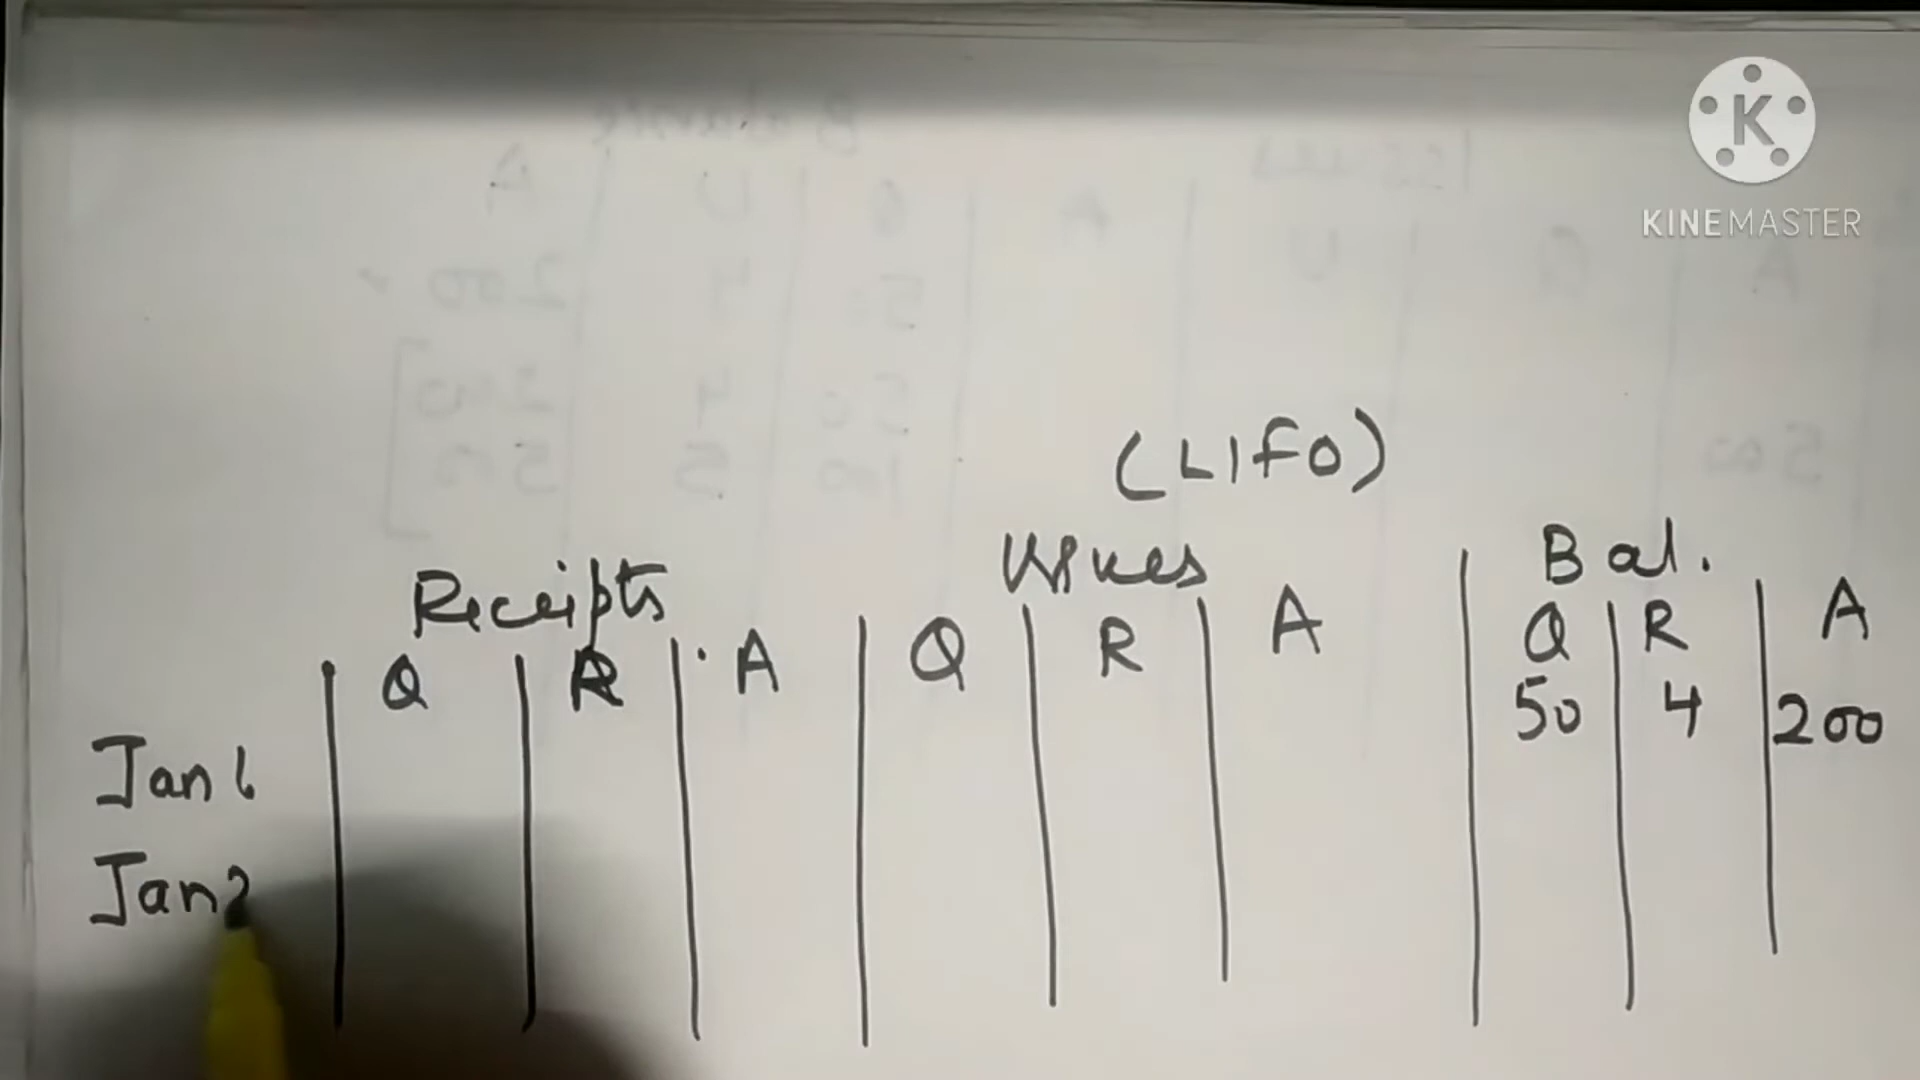 KINEMASTER
(LIFO)
Receipts Issues Bal.
Q R A Q R A Q R A
Jan 1. 50 4 200
Jan 2